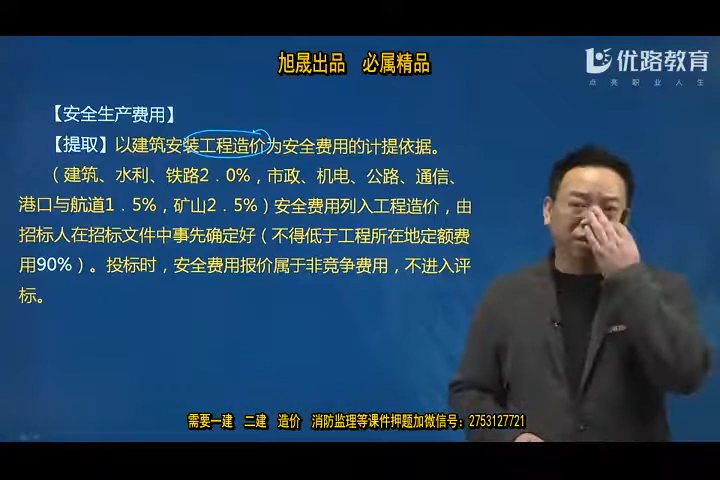 旭晟出品 必属精品
优路教育
点亮职业人生
【安全生产费用】
【提取】以建筑安装工程造价为安全费用的计提依据。
（建筑、水利、铁路2．0%，市政、机电、公路、通信、
港口与航道1．5%，矿山2．5%）安全费用列入工程造价，由
招标人在招标文件中事先确定好（不得低于工程所在地定额费
用90%）。投标时，安全费用报价属于非竞争费用，不进入评
标。
需要一建 二建 造价 消防监理等课件押题加微信号：2753127721